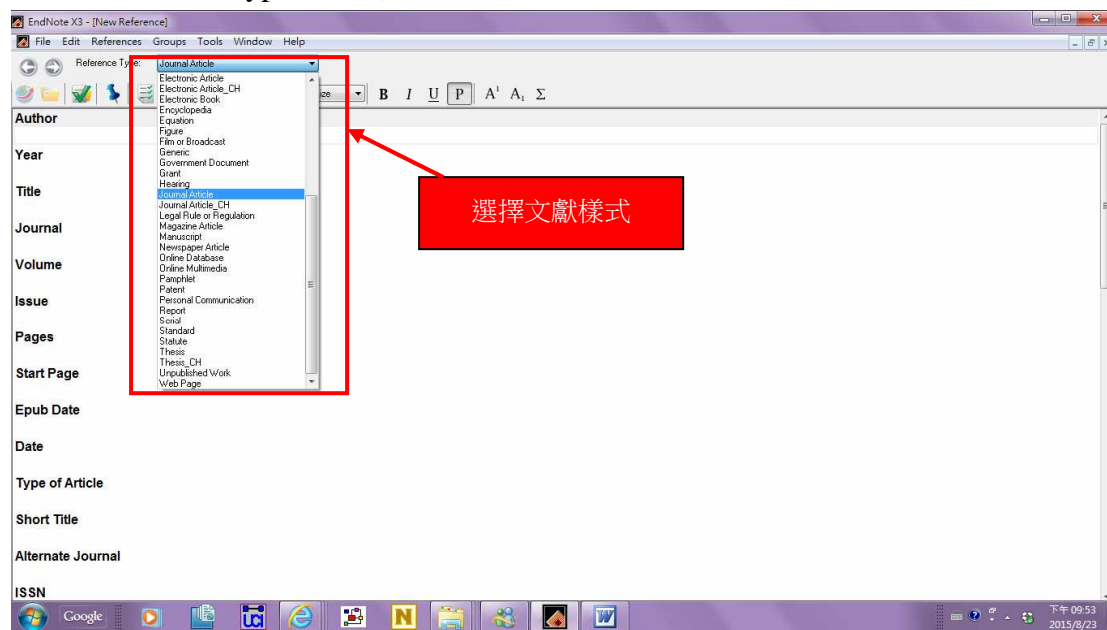 EndNote X3 - [New Reference]
File Edit References Groups Tools Window Help
Reference Type: Journal Article
B I U P A¹ A₁ Σ
Electronic Article
Electronic Article_CH
Electronic Book
Encyclopedia
Equation
Figure
Film or Broadcast
Generic
Government Document
Grant
Hearing
Journal Article
Journal Article_CH
Legal Rule or Regulation
Magazine Article
Manuscript
Newspaper Article
Online Database
Online Multimedia
Pamphlet
Patent
Personal Communication
Report
Serial
Standard
Statute
Thesis
Thesis_CH
Unpublished Work
Web Page
選擇文獻樣式
Author
Year
Title
Journal
Volume
Issue
Pages
Start Page
Epub Date
Date
Type of Article
Short Title
Alternate Journal
ISSN
Google
UCI
N
W
下午 09:53
2015/8/23